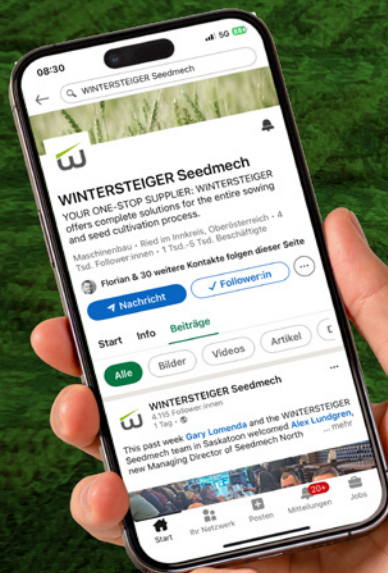 08:30
5G
WINTERSTEIGER Seedmech
WINTERSTEIGER Seedmech
YOUR ONE-STOP SUPPLIER: WINTERSTEIGER
offers complete solutions for the entire sowing
and seed cultivation process.
Maschinenbau • Ried im Innkreis, Oberösterreich • 4
Tsd. Follower:innen • 1 Tsd.-5 Tsd. Beschäftigte
Florian & 30 weitere Kontakte folgen dieser Seite
Nachricht
Follower:in
Start Info Beiträge
Alle Bilder Videos Artikel D
WINTERSTEIGER Seedmech
4.115 Follower:innen
1 Tag •
This past week Gary Lomenda and the WINTERSTEIGER
Seedmech team in Saskatoon welcomed Alex Lundgren,
new Managing Director of Seedmech North ... mehr
20+
Start Ihr Netzwerk Posten Mitteilungen Jobs